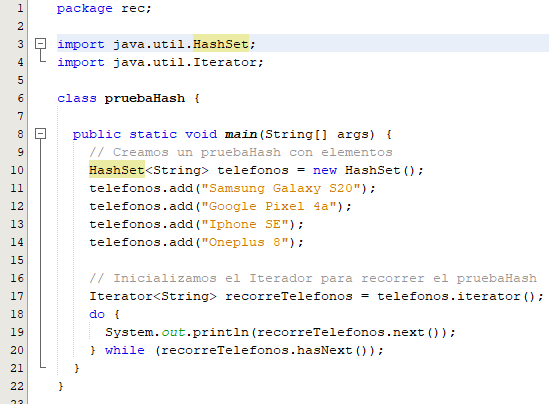 1 package rec;
2
3 import java.util.HashSet;
4 import java.util.Iterator;
5
6 class pruebaHash {
7
8 public static void main(String[] args) {
9 // Creamos un pruebaHash con elementos
10 HashSet<String> telefonos = new HashSet();
11 telefonos.add("Samsung Galaxy S20");
12 telefonos.add("Google Pixel 4a");
13 telefonos.add("Iphone SE");
14 telefonos.add("Oneplus 8");
15
16 // Inicializamos el Iterador para recorrer el pruebaHash
17 Iterator<String> recorreTelefonos = telefonos.iterator();
18 do {
19 System.out.println(recorreTelefonos.next());
20 } while (recorreTelefonos.hasNext());
21 }
22 }
23